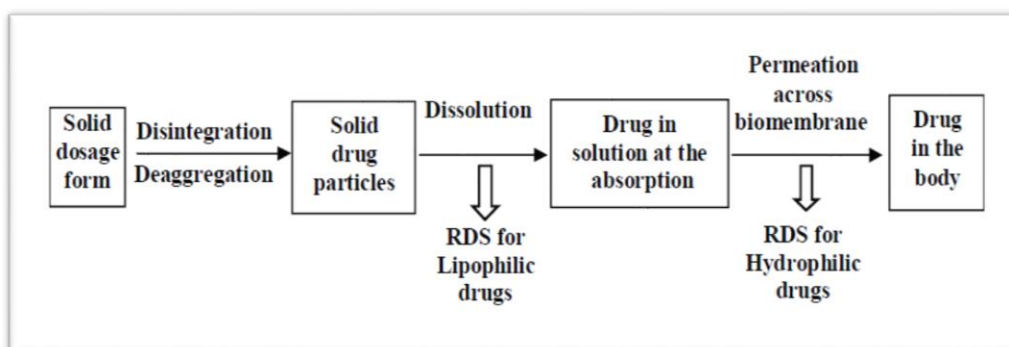 Solid
dosage
form
Disintegration
Deaggregation
Solid
drug
particles
Dissolution
RDS for
Lipophilic
drugs
Drug in
solution at the
absorption
Permeation
across
biomembrane
RDS for
Hydrophilic
drugs
Drug
in the
body